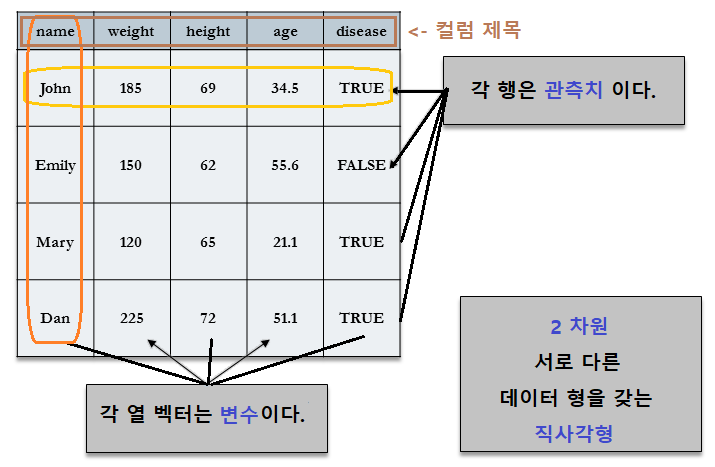 name weight height age disease <- 컬럼 제목
John 185 69 34.5 TRUE
각 행은 관측치 이다.
Emily 150 62 55.6 FALSE
Mary 120 65 21.1 TRUE
Dan 225 72 51.1 TRUE
2 차원
서로 다른
데이터 형을 갖는
직사각형
각 열 벡터는 변수이다.